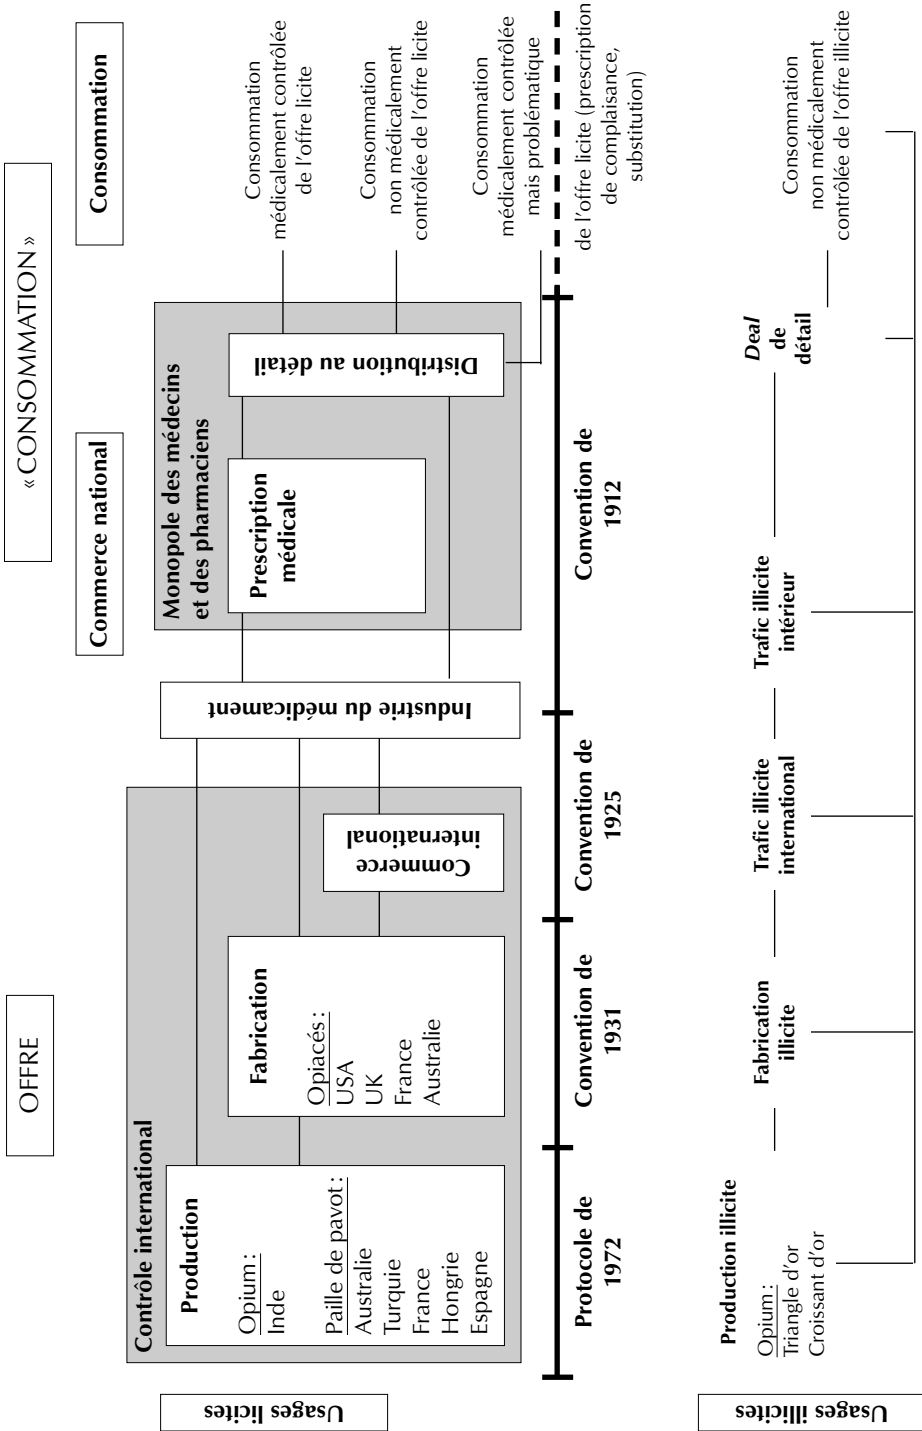 OFFRE
« CONSOMMATION »
Commerce national
Consommation
Usages licites
Contrôle international
Production
Opium :
Inde
Paille de pavot :
Australie
Turquie
France
Hongrie
Espagne
Fabrication
Opiacés :
USA
UK
France
Australie
Commerce
international
Industrie du médicament
Monopole des médecins
et des pharmaciens
Prescription
médicale
Distribution au détail
Consommation
médicalement contrôlée
de l'offre licite
Consommation
non médicalement
contrôlée de l'offre licite
Consommation
médicalement contrôlée
mais problématique
de l'offre licite (prescription
de complaisance,
substitution)
Protocole de
1972
Convention de
1931
Convention de
1925
Convention de
1912
Usages illicites
Production illicite
Opium :
Triangle d'or
Croissant d'or
Fabrication
illicite
Trafic illicite
international
Trafic illicite
intérieur
Deal
de
détail
Consommation
non médicalement
contrôlée de l'offre illicite